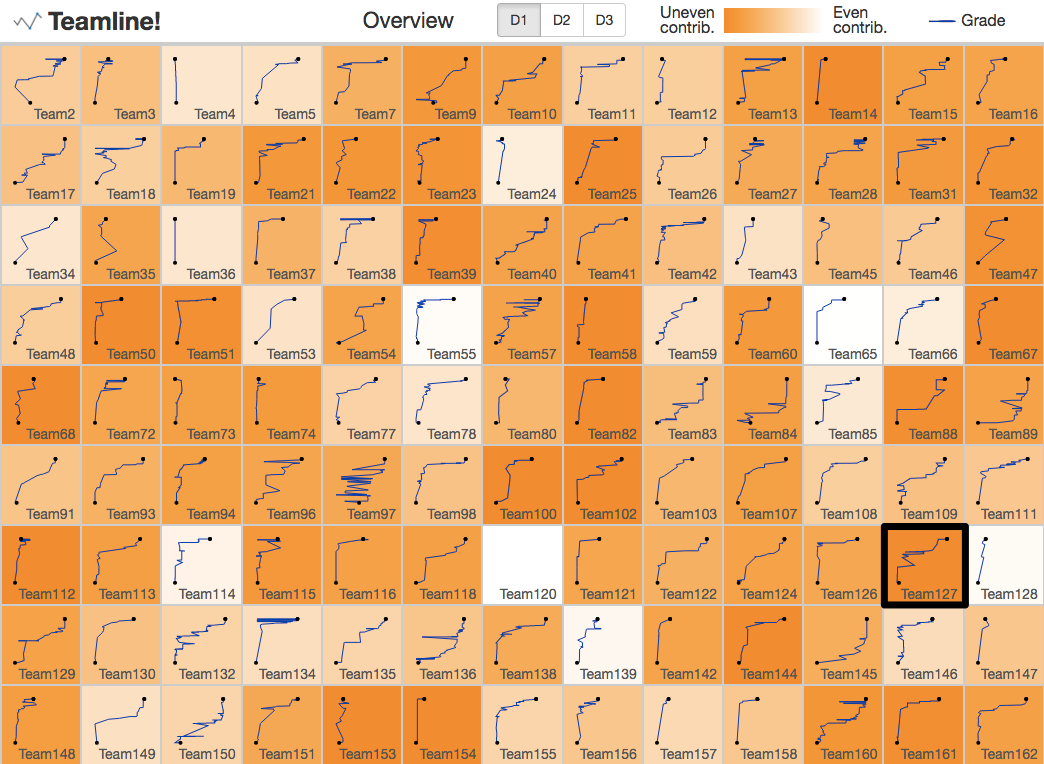 Teamline!
Overview
D1 D2 D3
Uneven contrib.
Even contrib.
Grade
Team2 Team3 Team4 Team5 Team7 Team9 Team10 Team11 Team12 Team13 Team14 Team15 Team16
Team17 Team18 Team19 Team21 Team22 Team23 Team24 Team25 Team26 Team27 Team28 Team31 Team32
Team34 Team35 Team36 Team37 Team38 Team39 Team40 Team41 Team42 Team43 Team45 Team46 Team47
Team48 Team50 Team51 Team53 Team54 Team55 Team57 Team58 Team59 Team60 Team65 Team66 Team67
Team68 Team72 Team73 Team74 Team77 Team78 Team80 Team82 Team83 Team84 Team85 Team88 Team89
Team91 Team93 Team94 Team96 Team97 Team98 Team100 Team102 Team103 Team107 Team108 Team109 Team111
Team112 Team113 Team114 Team115 Team116 Team118 Team120 Team121 Team122 Team124 Team126 Team127 Team128
Team129 Team130 Team132 Team134 Team135 Team136 Team138 Team139 Team142 Team144 Team145 Team146 Team147
Team148 Team149 Team150 Team151 Team153 Team154 Team155 Team156 Team157 Team158 Team160 Team161 Team162